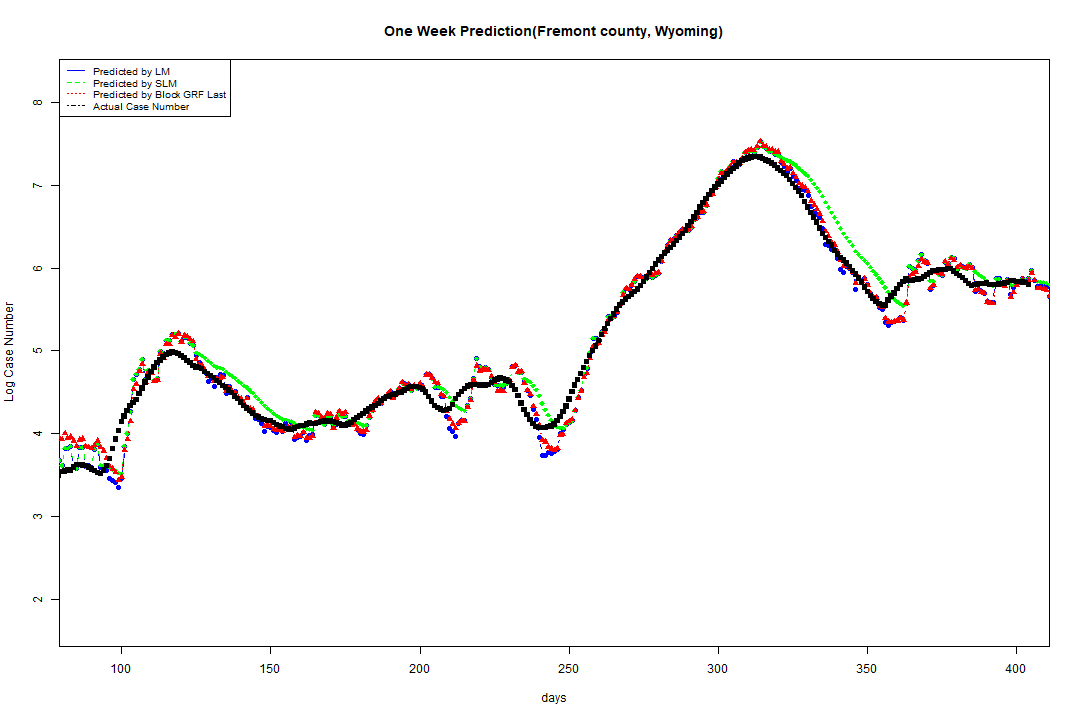 One Week Prediction(Fremont county, Wyoming)
Predicted by LM
Predicted by SLM
Predicted by Block GRF Last
Actual Case Number
Log Case Number
8
7
6
5
4
3
2
100 150 200 250 300 350 400
days